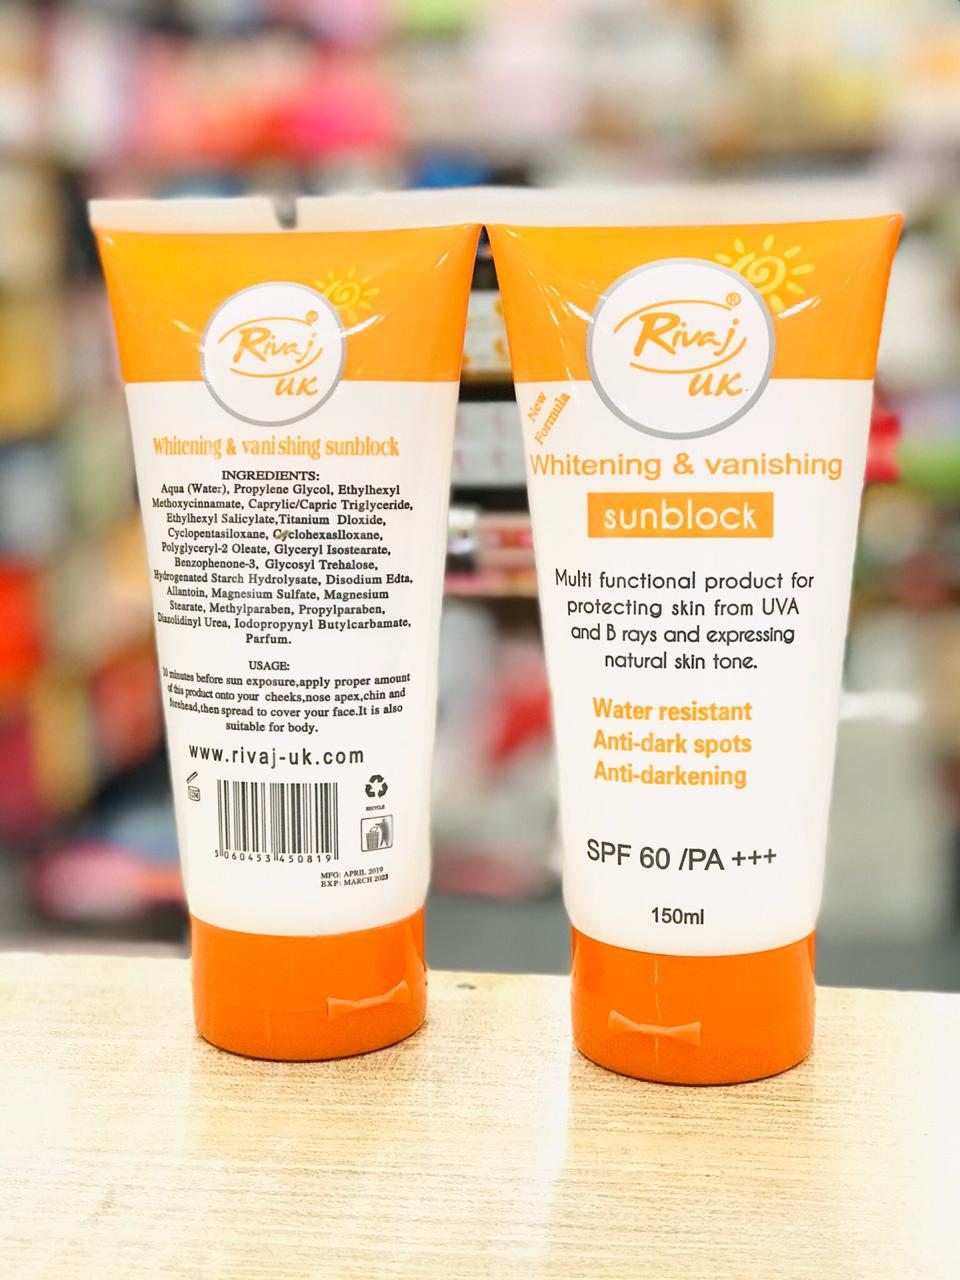 Rivaj®
UK
Whitening & vanishing sunblock
INGREDIENTS:
Aqua (Water), Propylene Glycol, Ethylhexyl
Methoxycinnamate, Caprylic/Capric Triglyceride,
Ethylhexyl Salicylate,Titanium Dloxide,
Cyclopentasiloxane, Cyclohexaslloxane,
Polyglyceryl-2 Oleate, Glyceryl Isostearate,
Benzophenone-3, Glycosyl Trehalose,
Hydrogenated Starch Hydrolysate, Disodium Edta,
Allantoin, Magnesium Sulfate, Magnesium
Stearate, Methylparaben, Propylparaben,
Diazolidinyl Urea, Iodopropynyl Butylcarbamate,
Parfum.
USAGE:
10 minutes before sun exposure,apply proper amount
of this product onto your cheeks,nose apex,chin and
forehead,then spread to cover your face.It is also
suitable for body.
www.rivaj-uk.com
12M
RECYCLE
5 060453 450819
MFG: APRIL 2019
EXP: MARCH 2023
Rivaj®
UK
New
Formula
Whitening & vanishing
sunblock
Multi functional product for
protecting skin from UVA
and B rays and expressing
natural skin tone.
Water resistant
Anti-dark spots
Anti-darkening
SPF 60 /PA +++
150ml